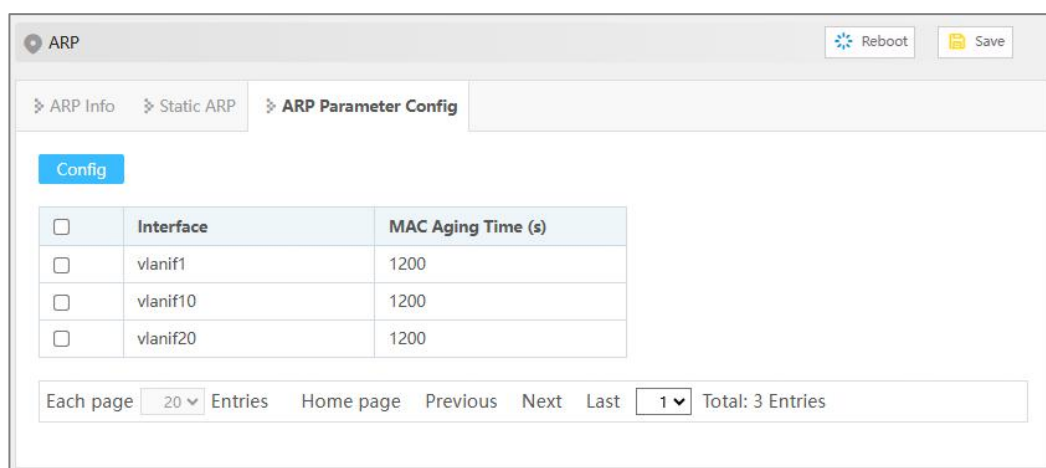 ARP Reboot Save
ARP Info Static ARP ARP Parameter Config
Config
Interface MAC Aging Time (s)
vlanif1 1200
vlanif10 1200
vlanif20 1200
Each page 20 Entries Home page Previous Next Last 1 Total: 3 Entries